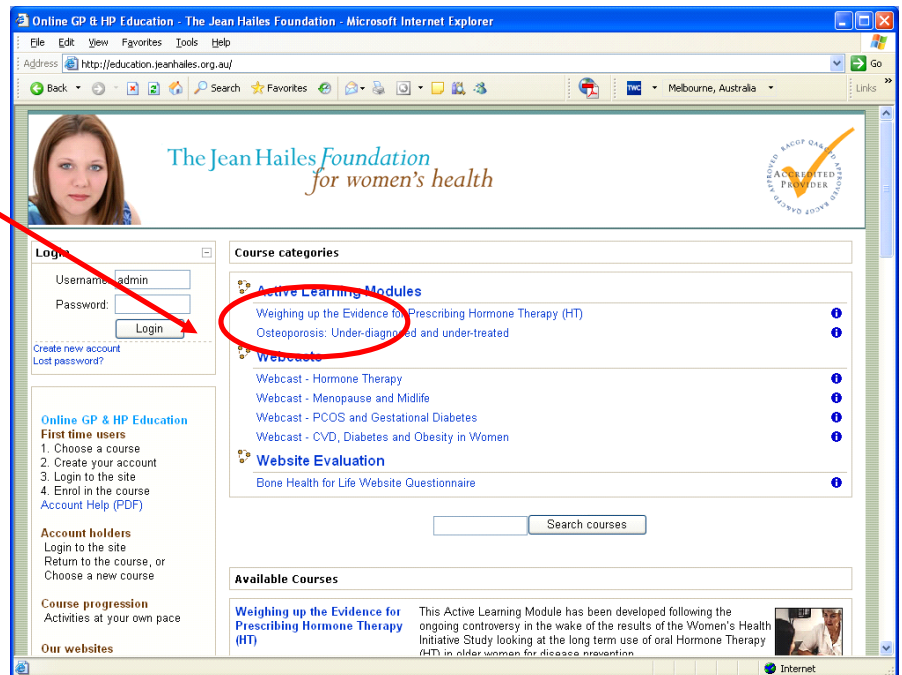 Online GP & HP Education - The Jean Hailes Foundation - Microsoft Internet Explorer
File Edit View Favorites Tools Help
Address http://education.jeanhailes.org.au/ Go
Back Search Favorites TWC Melbourne, Australia Links »
The Jean Hailes Foundation
for women's health
ACCREDITED
PROVIDER
Login
Username: admin
Password:
Login
Create new account
Lost password?
Online GP & HP Education
First time users
1. Choose a course
2. Create your account
3. Login to the site
4. Enrol in the course
Account Help (PDF)
Account holders
Login to the site
Return to the course, or
Choose a new course
Course progression
Activities at your own pace
Our websites
Course categories
Active Learning Modules
Weighing up the Evidence for Prescribing Hormone Therapy (HT)
Osteoporosis: Under-diagnosed and under-treated
Webcasts
Webcast - Hormone Therapy
Webcast - Menopause and Midlife
Webcast - PCOS and Gestational Diabetes
Webcast - CVD, Diabetes and Obesity in Women
Website Evaluation
Bone Health for Life Website Questionnaire
Search courses
Available Courses
Weighing up the Evidence for
Prescribing Hormone Therapy
(HT)
This Active Learning Module has been developed following the
ongoing controversy in the wake of the results of the Women's Health
Initiative Study looking at the long term use of oral Hormone Therapy
(HT) in older women for disease prevention
Internet